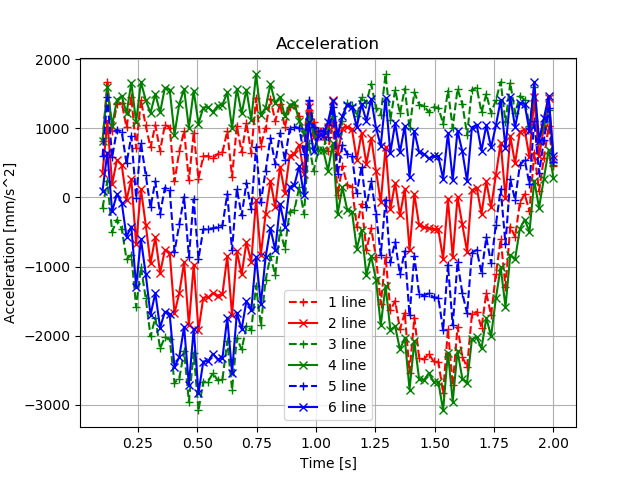 Acceleration
2000
1000
0
−1000
−2000
−3000
Acceleration [mm/s^2]
1 line
2 line
3 line
4 line
5 line
6 line
0.25 0.50 0.75 1.00 1.25 1.50 1.75 2.00
Time [s]